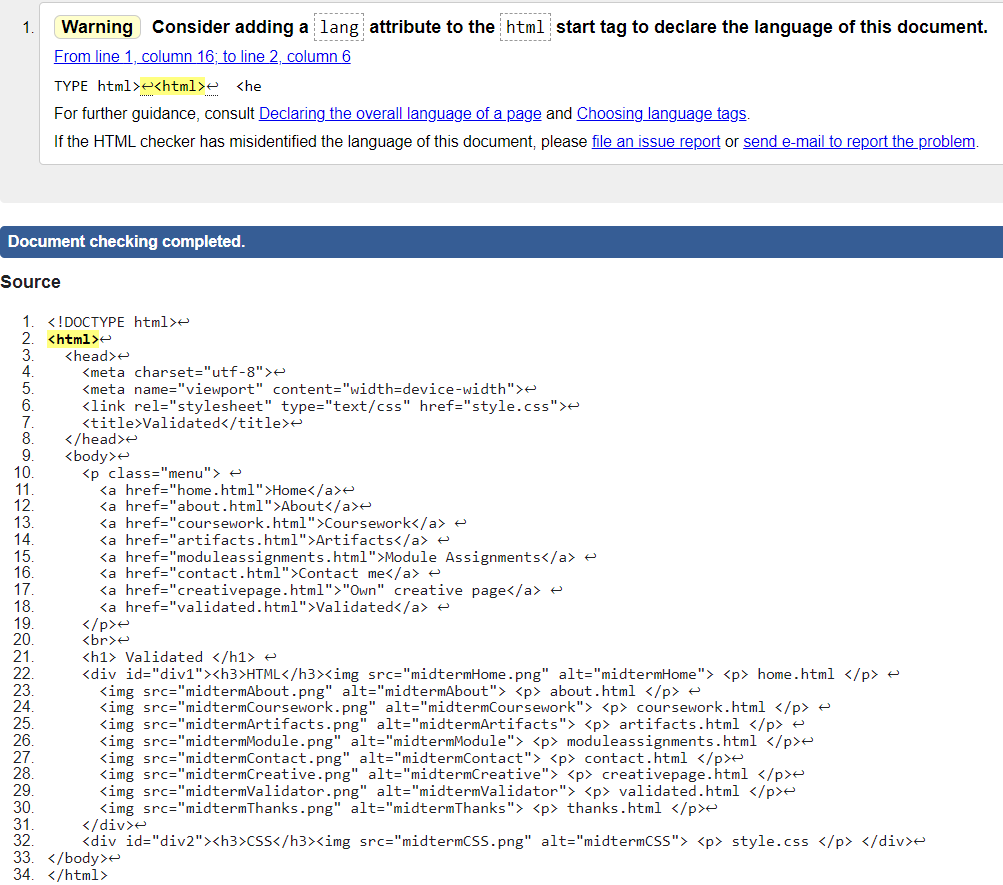 1. Warning Consider adding a lang attribute to the html start tag to declare the language of this document.
From line 1, column 16; to line 2, column 6
TYPE html>↩<html>↩  <he
For further guidance, consult Declaring the overall language of a page and Choosing language tags.
If the HTML checker has misidentified the language of this document, please file an issue report or send e-mail to report the problem.
Document checking completed.
Source
1. <!DOCTYPE html>↩
2. <html>↩
3.   <head>↩
4.     <meta charset="utf-8">↩
5.     <meta name="viewport" content="width=device-width">↩
6.     <link rel="stylesheet" type="text/css" href="style.css">↩
7.     <title>Validated</title>↩
8.   </head>↩
9.   <body>↩
10.     <p class="menu"> ↩
11.       <a href="home.html">Home</a>↩
12.       <a href="about.html">About</a>↩
13.       <a href="coursework.html">Coursework</a> ↩
14.       <a href="artifacts.html">Artifacts</a> ↩
15.       <a href="moduleassignments.html">Module Assignments</a> ↩
16.       <a href="contact.html">Contact me</a> ↩
17.       <a href="creativepage.html">"Own" creative page</a> ↩
18.       <a href="validated.html">Validated</a> ↩
19.     </p>↩
20.     <br>↩
21.     <h1> Validated </h1> ↩
22.     <div id="div1"><h3>HTML</h3><img src="midtermHome.png" alt="midtermHome"> <p> home.html </p> ↩
23.       <img src="midtermAbout.png" alt="midtermAbout"> <p> about.html </p> ↩
24.       <img src="midtermCoursework.png" alt="midtermCoursework"> <p> coursework.html </p> ↩
25.       <img src="midtermArtifacts.png" alt="midtermArtifacts"> <p> artifacts.html </p> ↩
26.       <img src="midtermModule.png" alt="midtermModule"> <p> moduleassignments.html </p>↩
27.       <img src="midtermContact.png" alt="midtermContact"> <p> contact.html </p>↩
28.       <img src="midtermCreative.png" alt="midtermCreative"> <p> creativepage.html </p>↩
29.       <img src="midtermValidator.png" alt="midtermValidator"> <p> validated.html </p>↩
30.       <img src="midtermThanks.png" alt="midtermThanks"> <p> thanks.html </p>↩
31.     </div>↩
32.     <div id="div2"><h3>CSS</h3><img src="midtermCSS.png" alt="midtermCSS"> <p> style.css </p> </div>↩
33. </body>↩
34. </html>